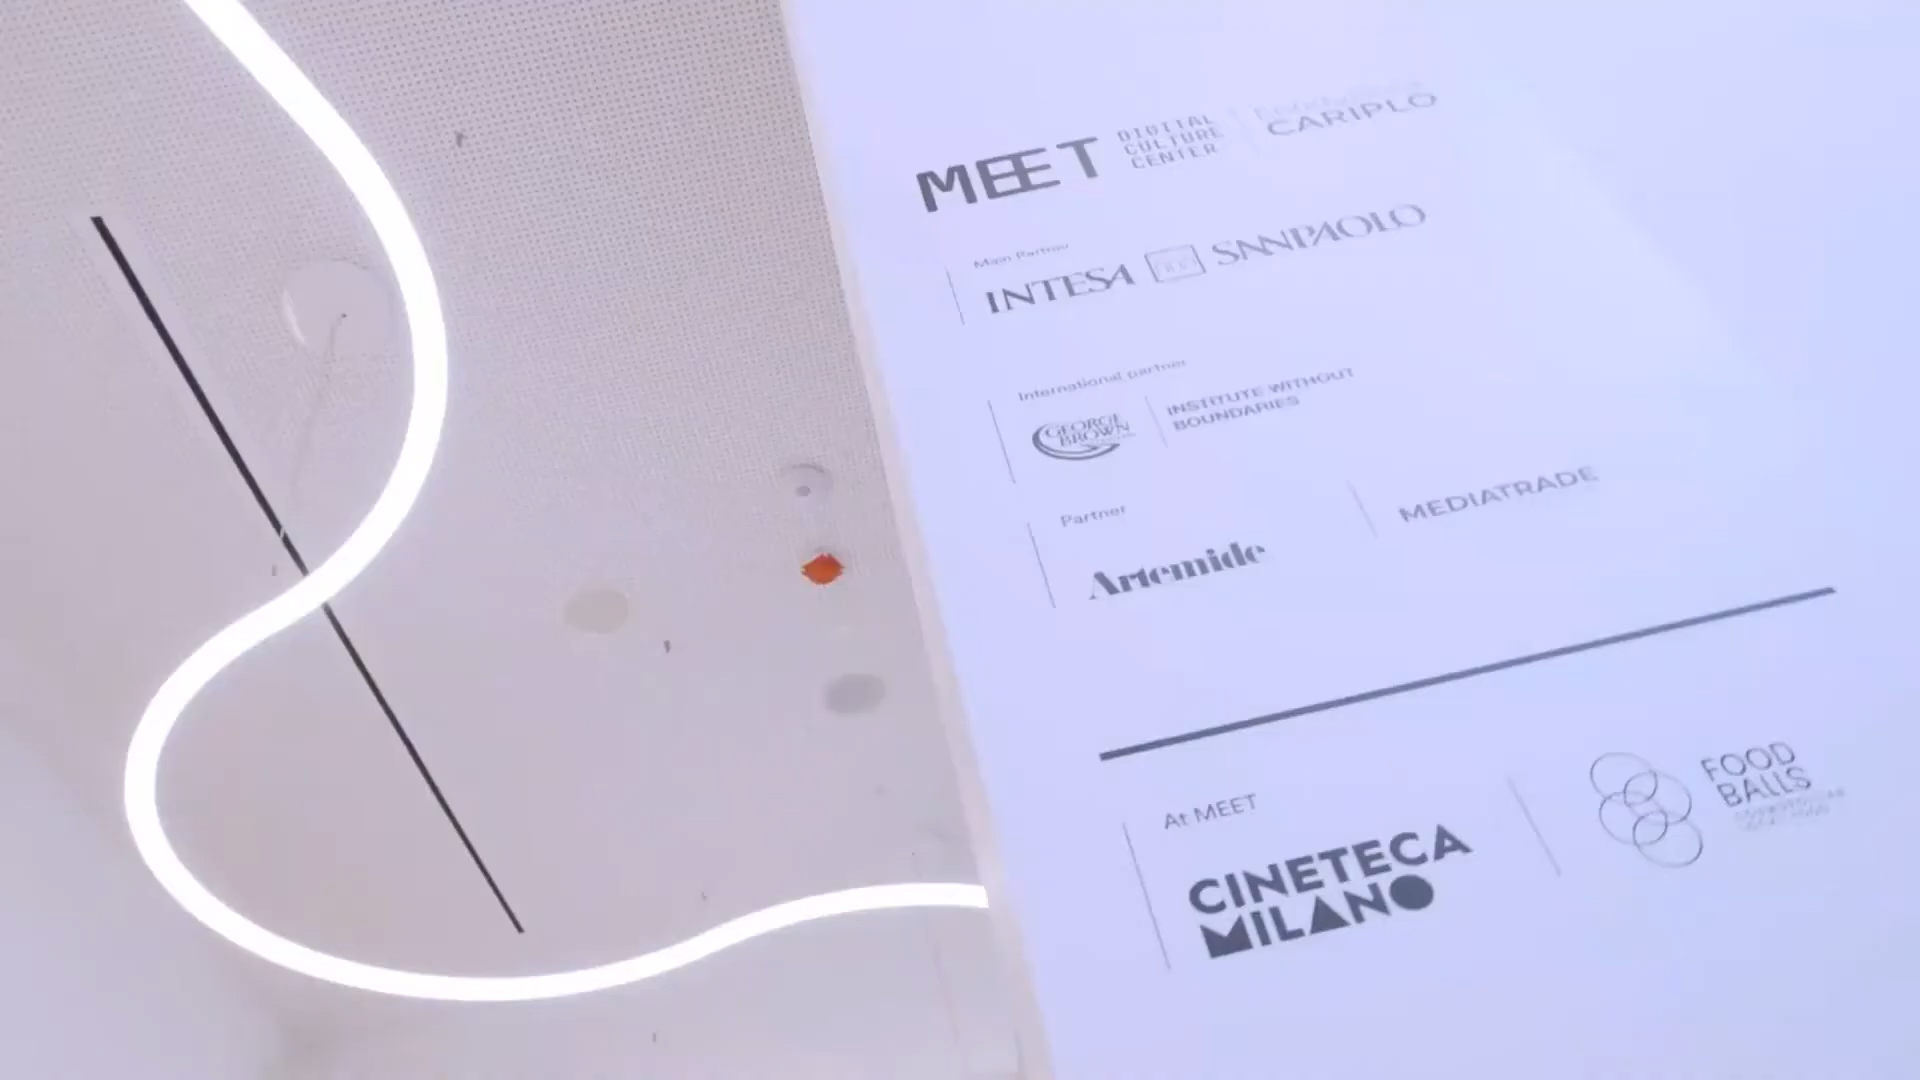 MEET
DIGITAL
CULTURE
CENTER
CARIPLO
Main Partner
INTESA SANPAOLO
International partner
GEORGE
BROWN
INSTITUTE WITHOUT
BOUNDARIES
Partner
Artemide
MEDIATRADE
At MEET
CINETECA
MILANO
FOOD
BALLS